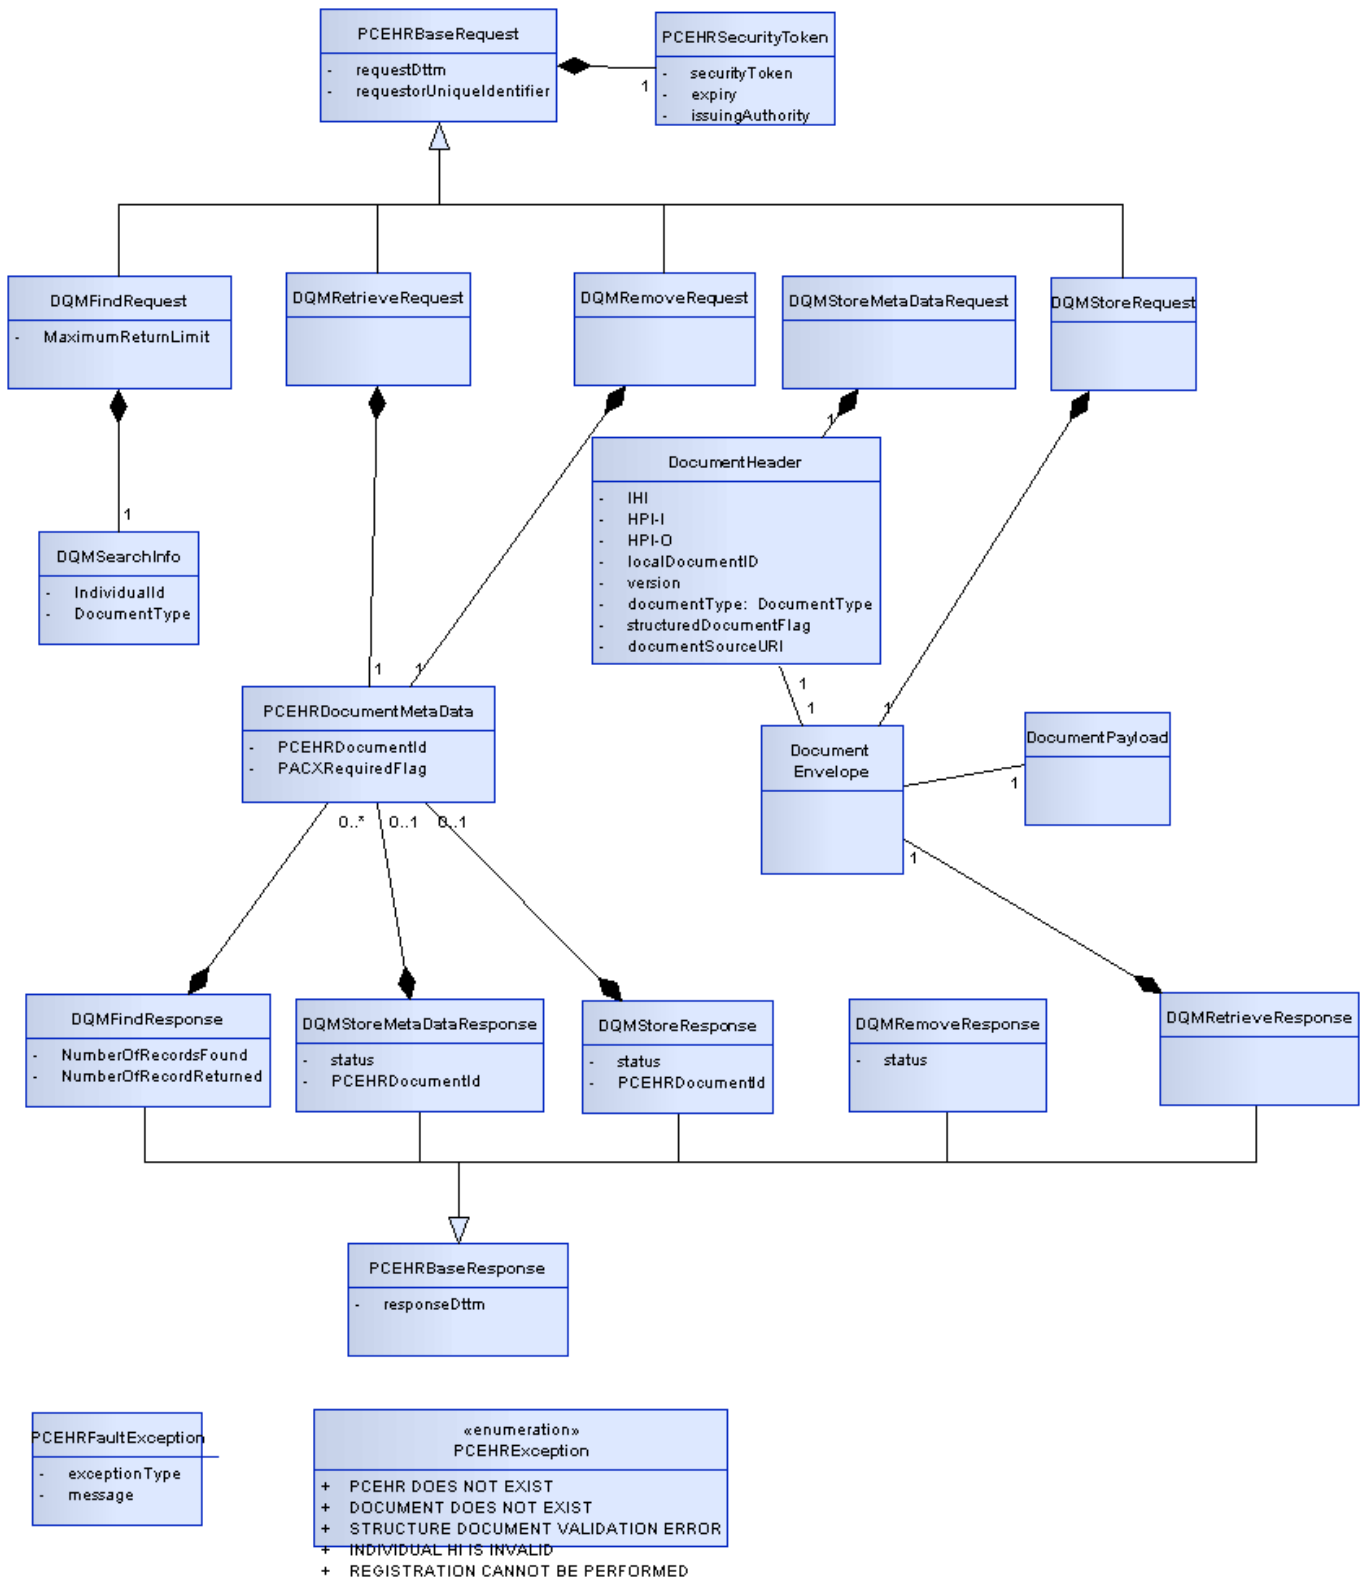 PCEHRBaseRequest
- requestDttm
- requestorUniqueIdentifier
PCEHRSecurityToken
- securityToken
- expiry
- issuingAuthority
1
DQMFindRequest
- MaximumReturnLimit
DQMRetrieveRequest
DQMRemoveRequest
DQMStoreMetaDataRequest
DQMStoreRequest
1
DocumentHeader
- IHI
- HPI-I
- HPI-O
- localDocumentID
- version
- documentType: DocumentType
- structuredDocumentFlag
- documentSourceURI
1
DQMSearchInfo
- IndividualId
- DocumentType
1
1
1
1
1
PCEHRDocumentMetaData
- PCEHRDocumentId
- PACXRequiredFlag
Document
Envelope
DocumentPayload
1
0..*
0..1
0..1
1
DQMFindResponse
- NumberOfRecordsFound
- NumberOfRecordReturned
DQMStoreMetaDataResponse
- status
- PCEHRDocumentId
DQMStoreResponse
- status
- PCEHRDocumentId
DQMRemoveResponse
- status
DQMRetrieveResponse
PCEHRBaseResponse
- responseDttm
PCEHRFaultException
- exceptionType
- message
«enumeration»
PCEHRException
+ PCEHR DOES NOT EXIST
+ DOCUMENT DOES NOT EXIST
+ STRUCTURE DOCUMENT VALIDATION ERROR
+ INDIVIDUAL HI IS INVALID
+ REGISTRATION CANNOT BE PERFORMED